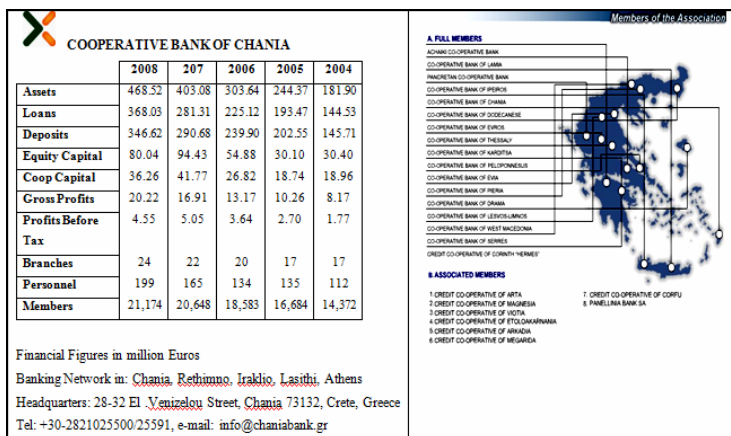 COOPERATIVE BANK OF CHANIA
2008 207 2006 2005 2004
Assets 468.52 403.08 303.64 244.37 181.90
Loans 368.03 281.31 225.12 193.47 144.53
Deposits 346.62 290.68 239.90 202.55 145.71
Equity Capital 80.04 94.43 54.88 30.10 30.40
Coop Capital 36.26 41.77 26.82 18.74 18.96
Gross Profits 20.22 16.91 13.17 10.26 8.17
Profits Before 4.55 5.05 3.64 2.70 1.77
Tax
Branches 24 22 20 17 17
Personnel 199 165 134 135 112
Members 21,174 20,648 18,583 16,684 14,372
Financial Figures in million Euros
Banking Network in: Chania, Rethimno, Iraklio, Lasithi, Athens
Headquarters: 28-32 El .Venizelou Street, Chania 73132, Crete, Greece
Tel: +30-2821025500/25591, e-mail: info@chaniabank.gr
Members of the Association
A. FULL MEMBERS
ACHAIKI CO-OPERATIVE BANK
CO-OPERATIVE BANK OF LAMIA
PANCRETAN CO-OPERATIVE BANK
CO-OPERATIVE BANK OF IPEIROS
CO-OPERATIVE BANK OF CHANIA
CO-OPERATIVE BANK OF DODECANESE
CO-OPERATIVE BANK OF EVROS
CO-OPERATIVE BANK OF THESSALY
CO-OPERATIVE BANK OF KARDITSA
CO-OPERATIVE BANK OF PELOPONNESUS
CO-OPERATIVE BANK OF EVIA
CO-OPERATIVE BANK OF PIERIA
CO-OPERATIVE BANK OF DRAMA
CO-OPERATIVE BANK OF LESVOS-LIMNOS
CO-OPERATIVE BANK OF WEST MACEDONIA
CO-OPERATIVE BANK OF SERRES
CREDIT CO-OPERATIVE OF CORINTH "HERMES"
B. ASSOCIATED MEMBERS
1 CREDIT CO-OPERATIVE OF ARTA
2 CREDIT CO-OPERATIVE OF MAGNESIA
3 CREDIT CO-OPERATIVE OF VIOTIA
4 CREDIT CO-OPERATIVE OF ETOLOAKARNANIA
5 CREDIT CO-OPERATIVE OF ARKADIA
6 CREDIT CO-OPERATIVE OF MEGARIDA
7. CREDIT CO-OPERATIVE OF CORFU
8. PANELLINIA BANK SA